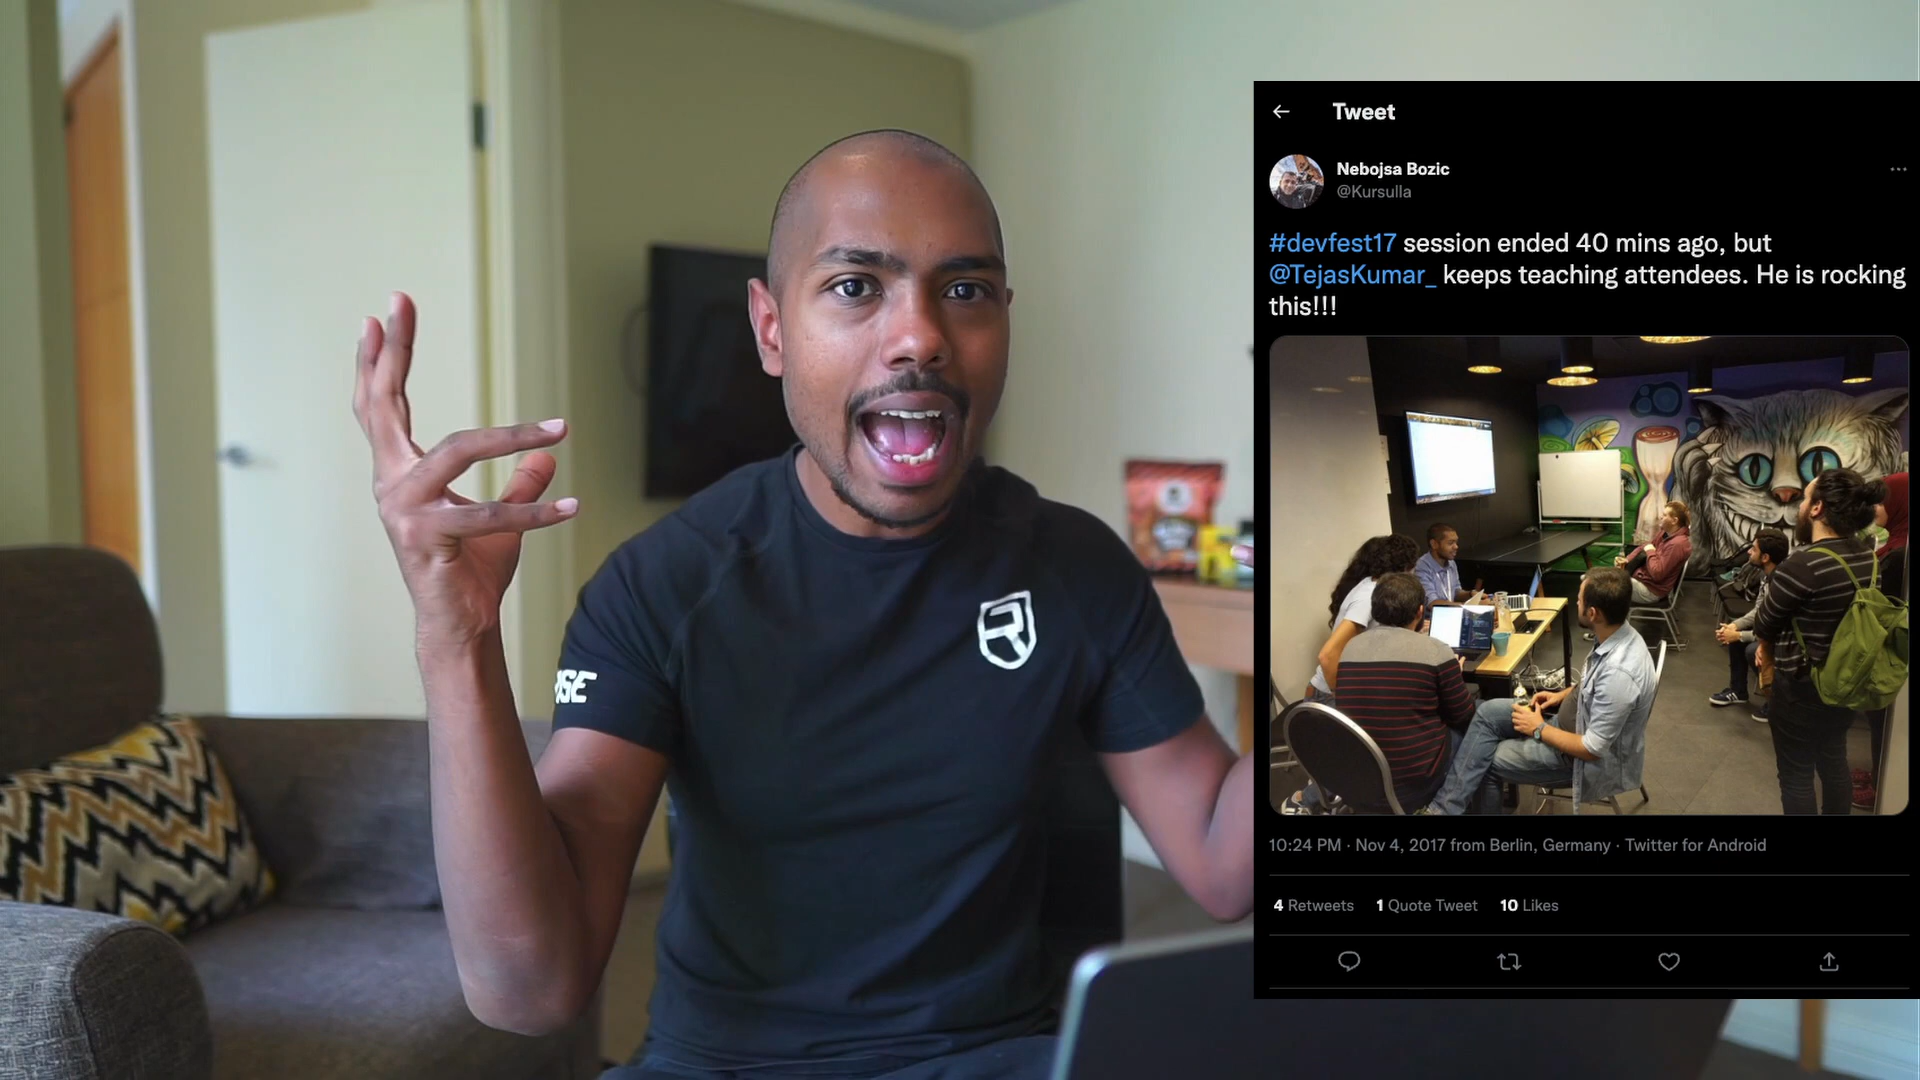 Tweet
Nebojsa Bozic
@Kursulla
#devfest17 session ended 40 mins ago, but
@TejasKumar_ keeps teaching attendees. He is rocking
this!!!
10:24 PM · Nov 4, 2017 from Berlin, Germany · Twitter for Android
4 Retweets 1 Quote Tweet 10 Likes